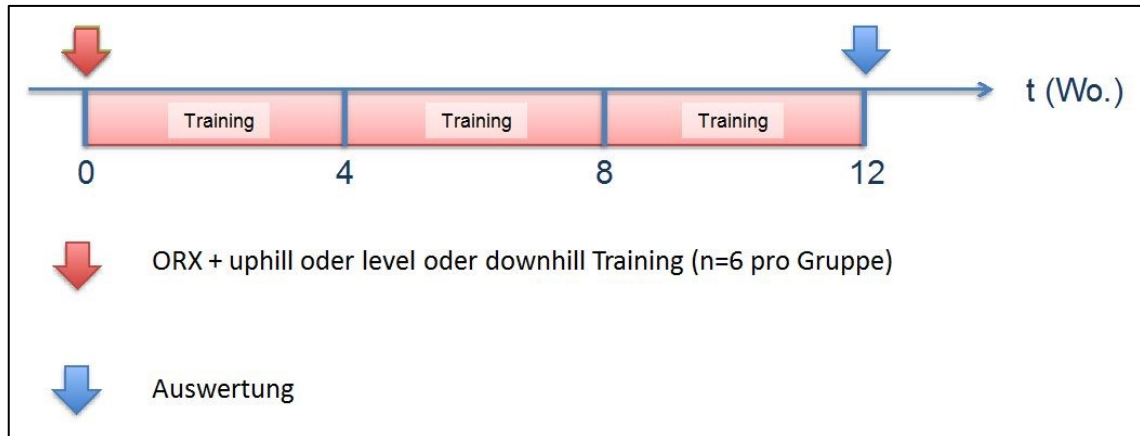 t (Wo.)
Training Training Training
0 4 8 12
ORX + uphill oder level oder downhill Training (n=6 pro Gruppe)
Auswertung